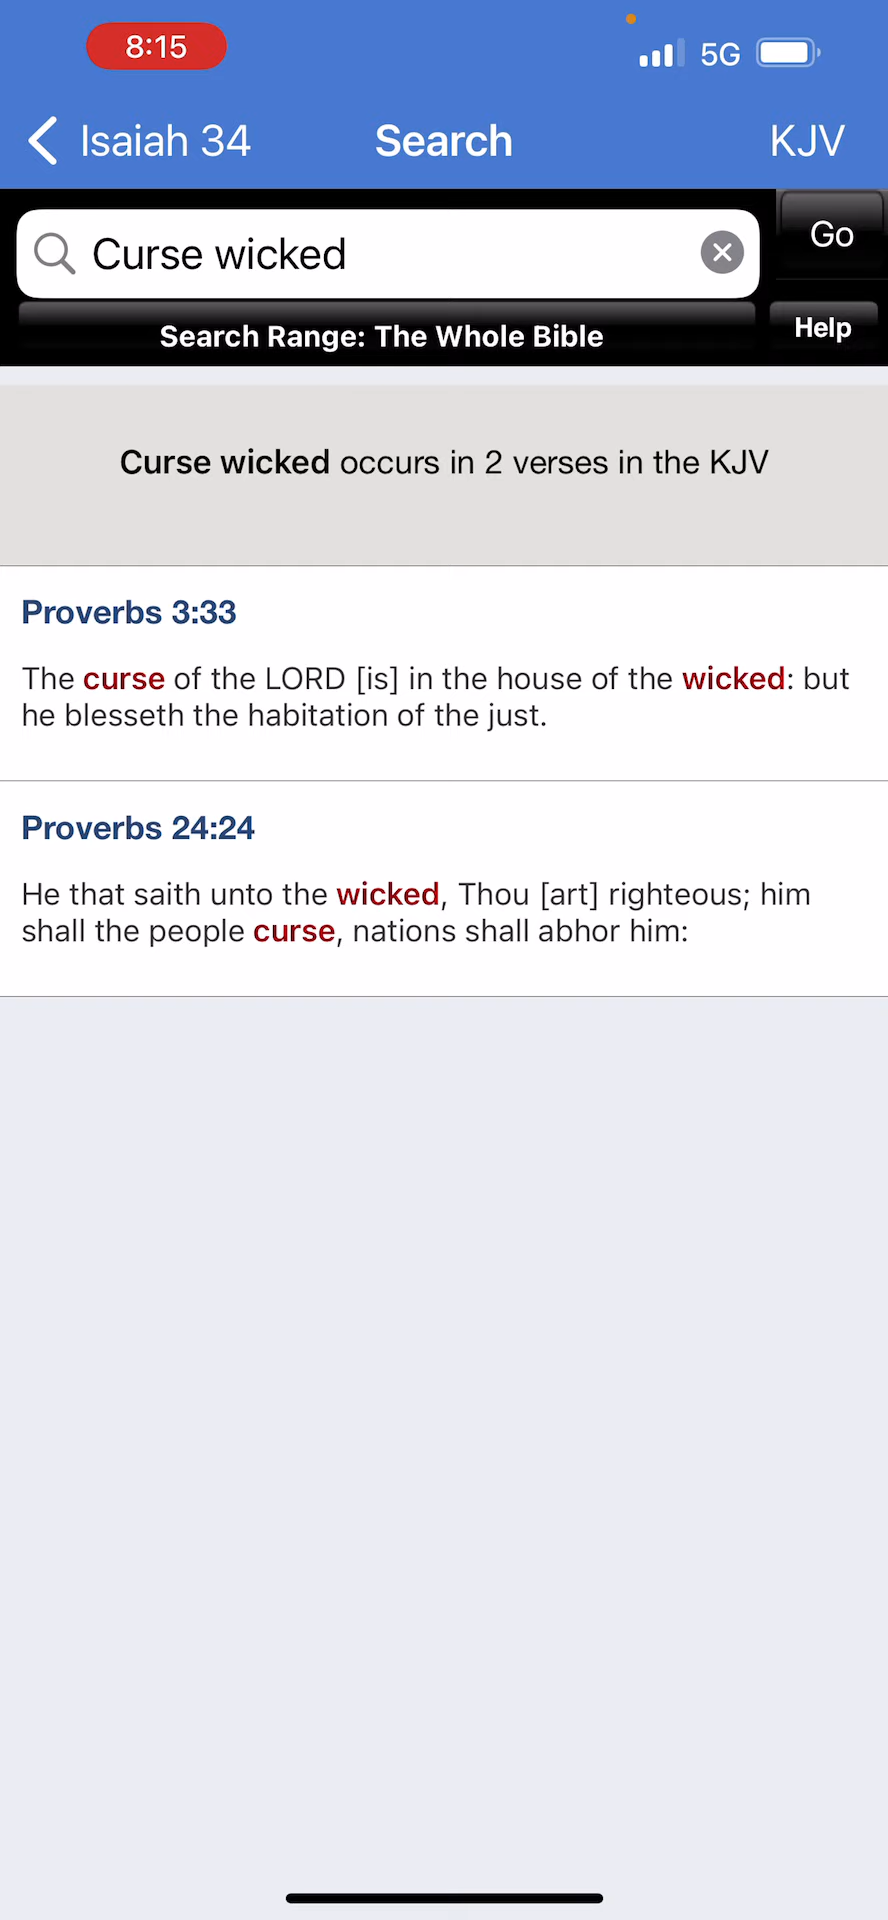 8:15
5G
Isaiah 34
Search
KJV
Curse wicked
Go
Search Range: The Whole Bible
Help
Curse wicked occurs in 2 verses in the KJV
Proverbs 3:33
The curse of the LORD [is] in the house of the wicked: but
he blesseth the habitation of the just.
Proverbs 24:24
He that saith unto the wicked, Thou [art] righteous; him
shall the people curse, nations shall abhor him: